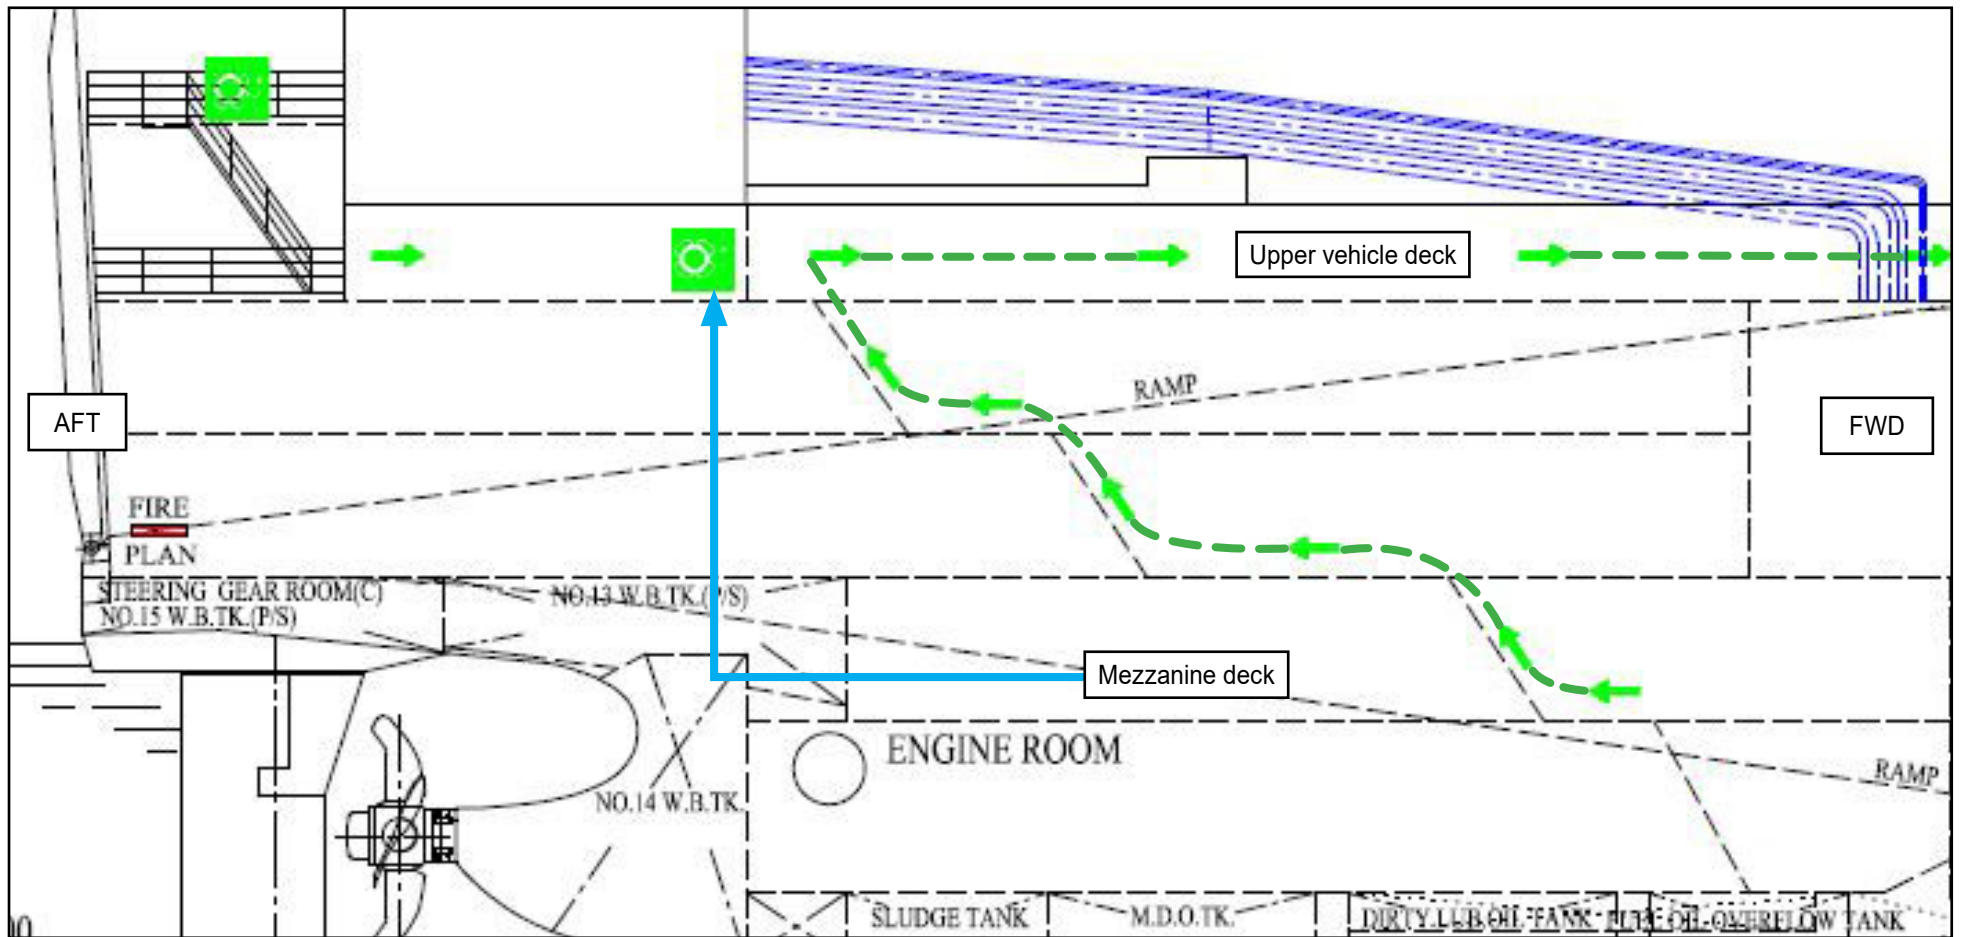 Upper vehicle deck
RAMP
AFT
FWD
FIRE
PLAN
STEERING GEAR ROOM(C)
NO.15 W.B.TK.(P/S)
NO.13 W.B.TK.(P/S)
Mezzanine deck
ENGINE ROOM
RAMP
NO.14 W.B.TK.
SLUDGE TANK
M.D.O.TK.
DIRTY LUB.OIL TANK
OIL OVERFLOW TANK